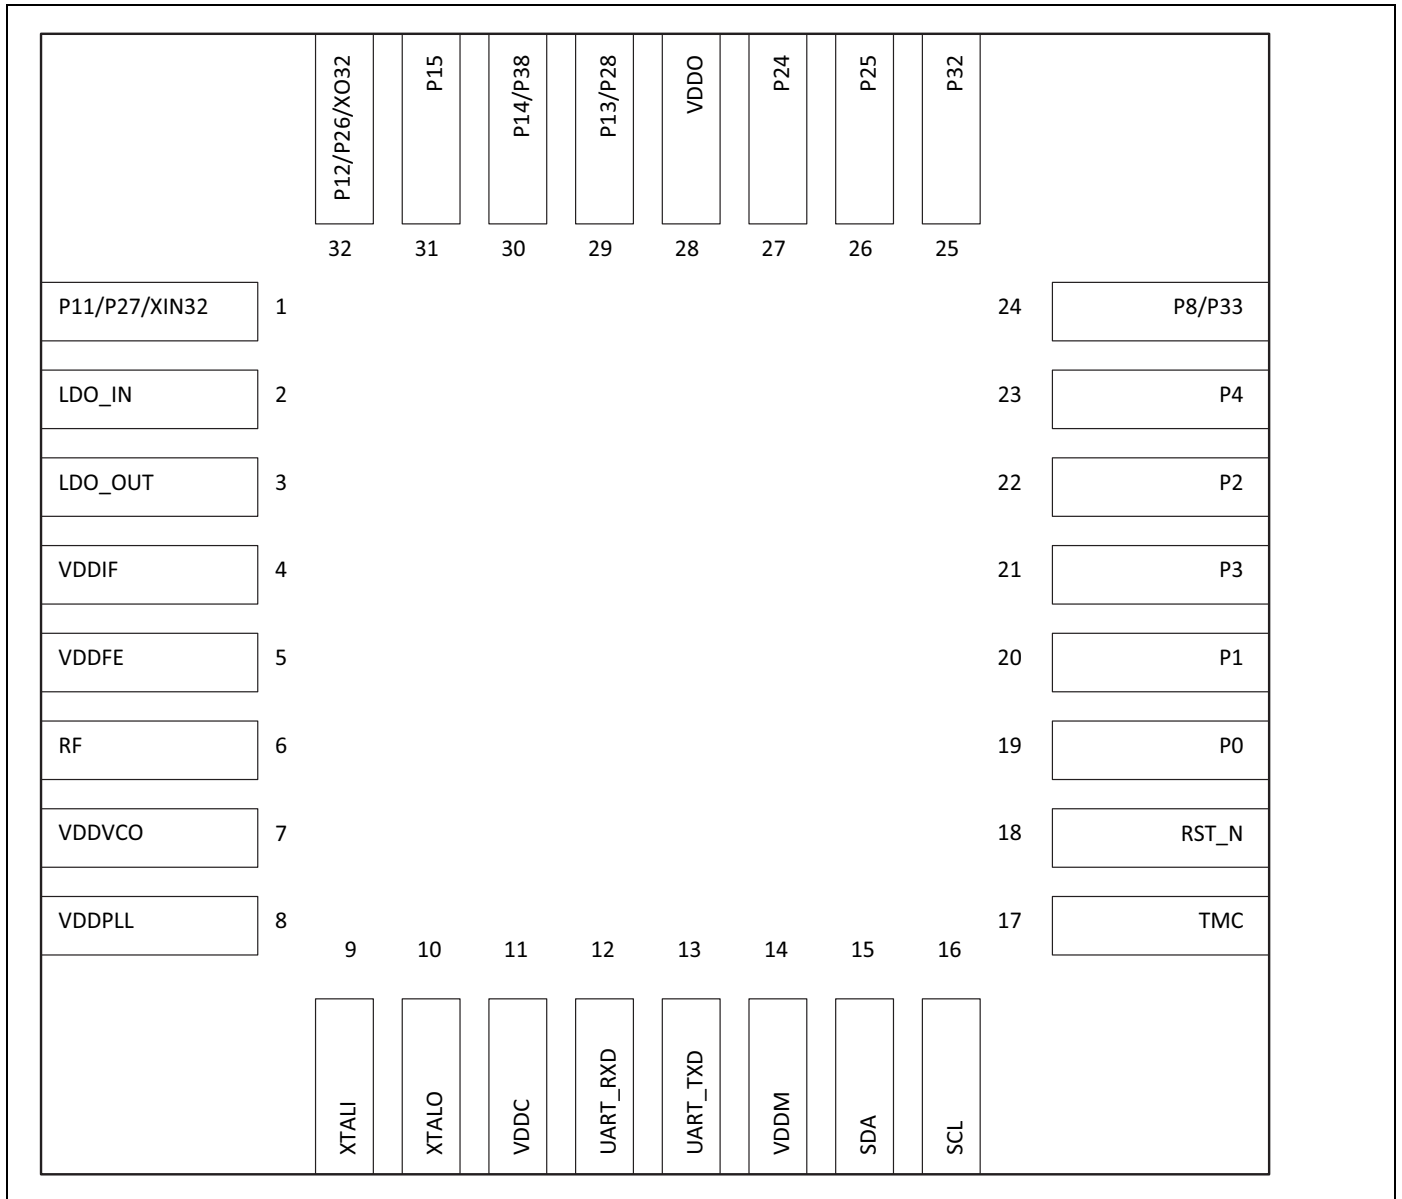 P12/P26/XO32
P15
P14/P38
P13/P28
VDDO
P24
P25
P32
32 31 30 29 28 27 26 25
P11/P27/XIN32 1 24 P8/P33
LDO_IN 2 23 P4
LDO_OUT 3 22 P2
VDDIF 4 21 P3
VDDFE 5 20 P1
RF 6 19 P0
VDDVCO 7 18 RST_N
VDDPLL 8 17 TMC
9 10 11 12 13 14 15 16
XTALI
XTALO
VDDC
UART_RXD
UART_TXD
VDDM
SDA
SCL